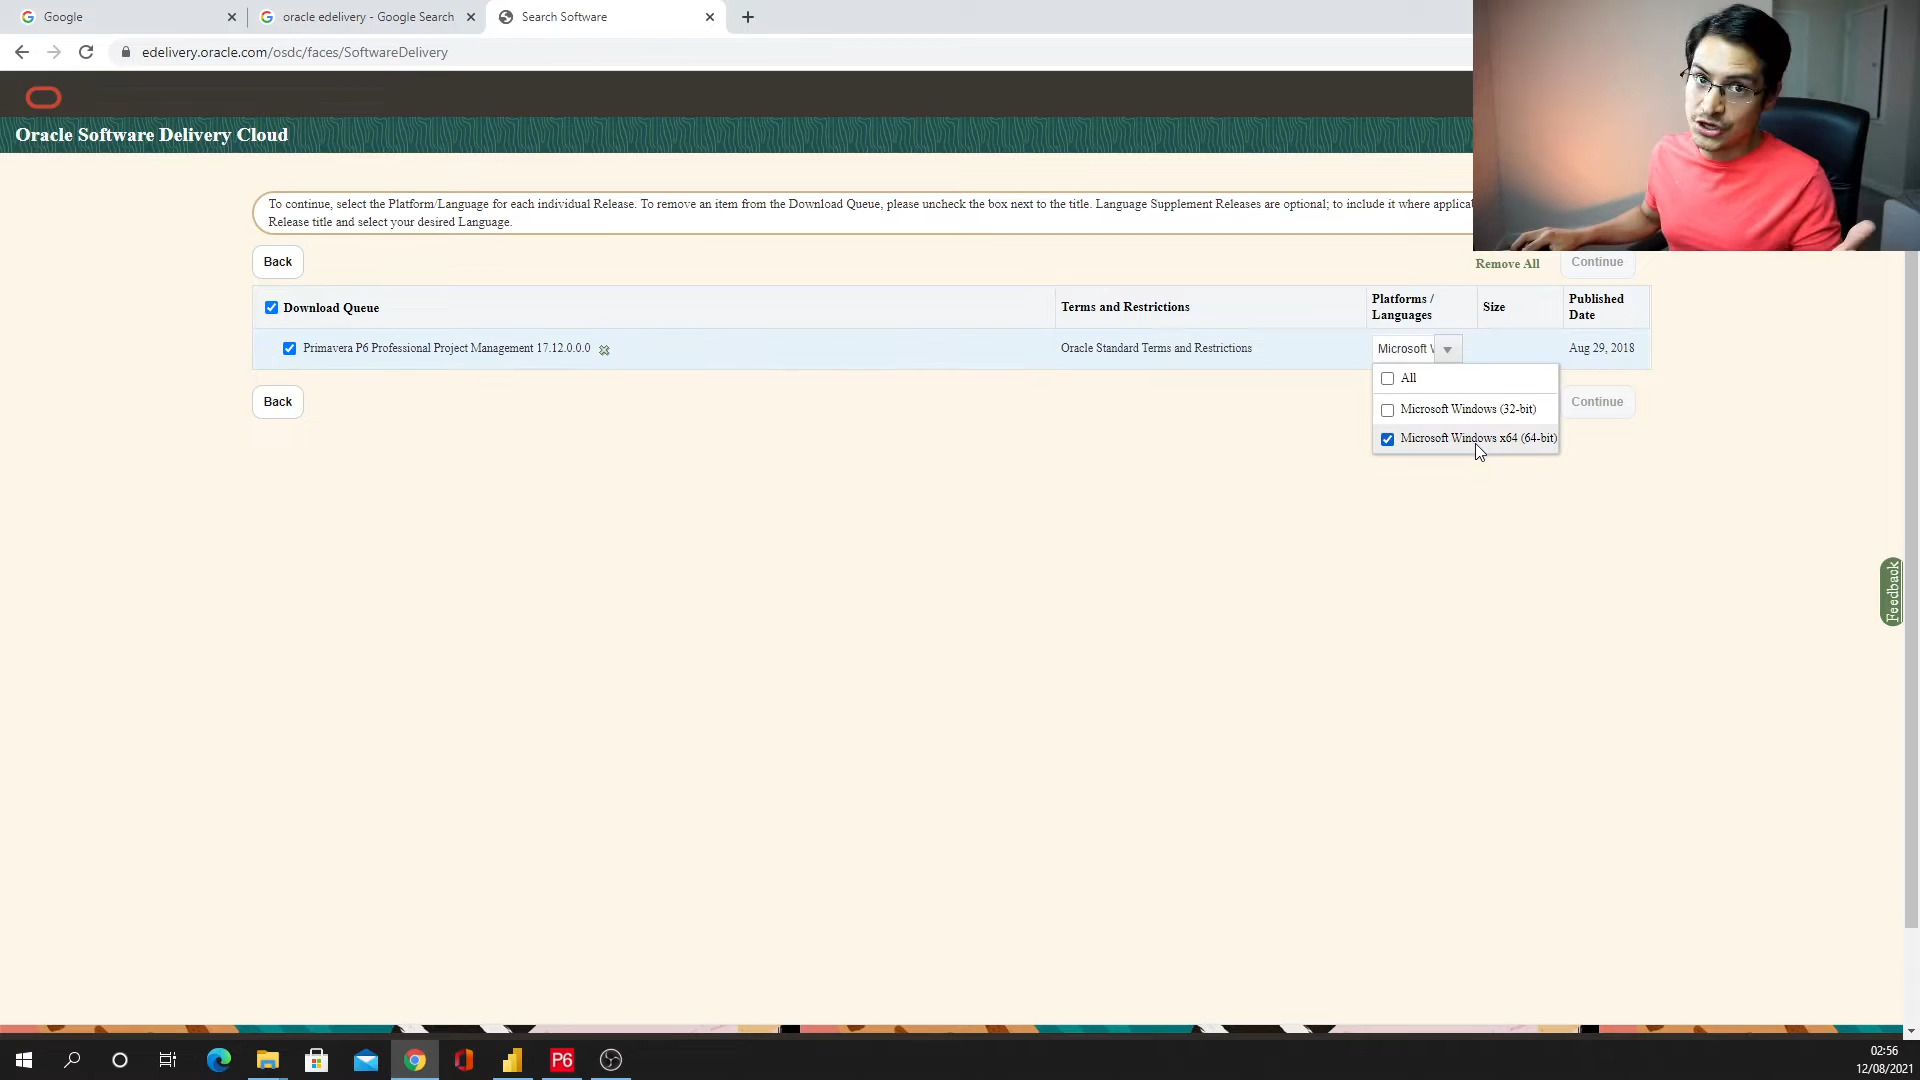 Google
oracle edelivery - Google Search
Search Software
edelivery.oracle.com/osdc/faces/SoftwareDelivery
Oracle Software Delivery Cloud
To continue, select the Platform/Language for each individual Release. To remove an item from the Download Queue, please uncheck the box next to the title. Language Supplement Releases are optional; to include it where applica
Release title and select your desired Language.
Back
Remove All
Continue
Download Queue
Terms and Restrictions
Platforms /
Languages
Size
Published
Date
Primavera P6 Professional Project Management 17.12.0.0.0
Oracle Standard Terms and Restrictions
Microsoft W
Aug 29, 2018
All
Microsoft Windows (32-bit)
Microsoft Windows x64 (64-bit)
Back
Continue
Feedback
P6
02:56
12/08/2021